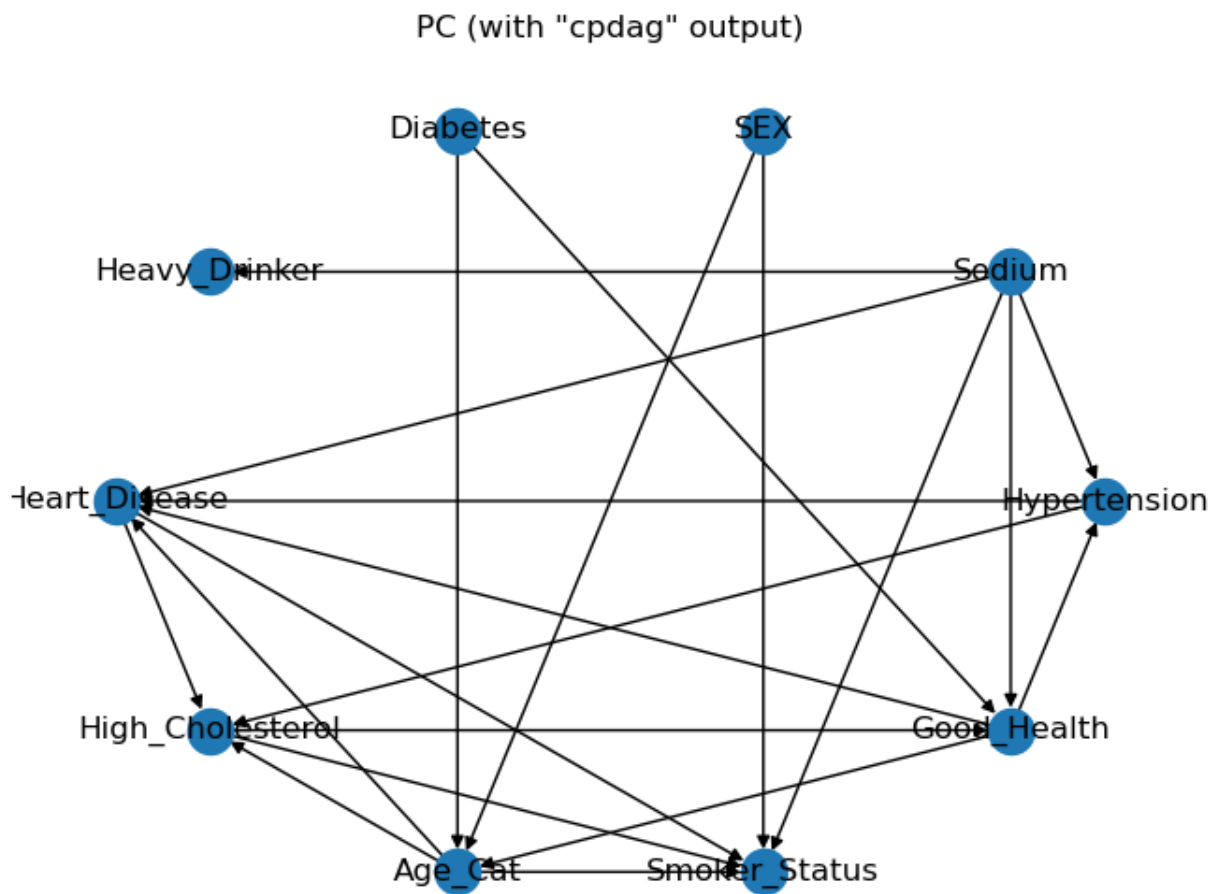 PC (with "cpdag" output)
Diabetes
SEX
Heavy_Drinker
Sodium
Heart_Disease
Hypertension
High_Cholesterol
Good_Health
Age_Cat
Smoker_Status